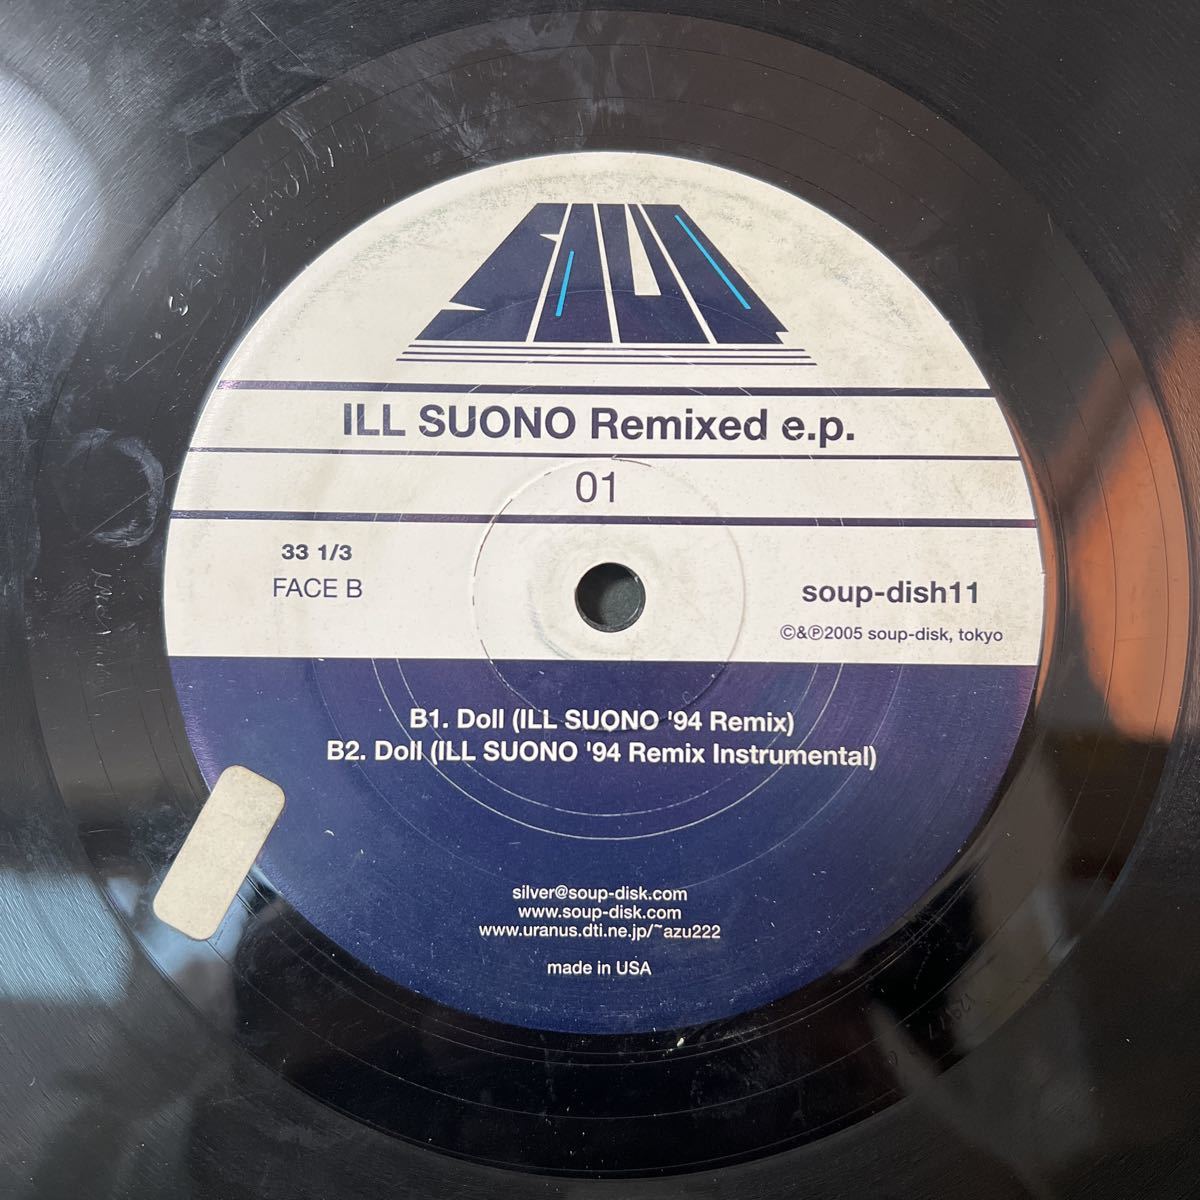 ILL SUONO Remixed e.p.
01
33 1/3
FACE B
soup-dish11
©&℗2005 soup-disk, tokyo
B1. Doll (ILL SUONO '94 Remix)
B2. Doll (ILL SUONO '94 Remix Instrumental)
silver@soup-disk.com
www.soup-disk.com
www.uranus.dti.ne.jp/~azu222
made in USA